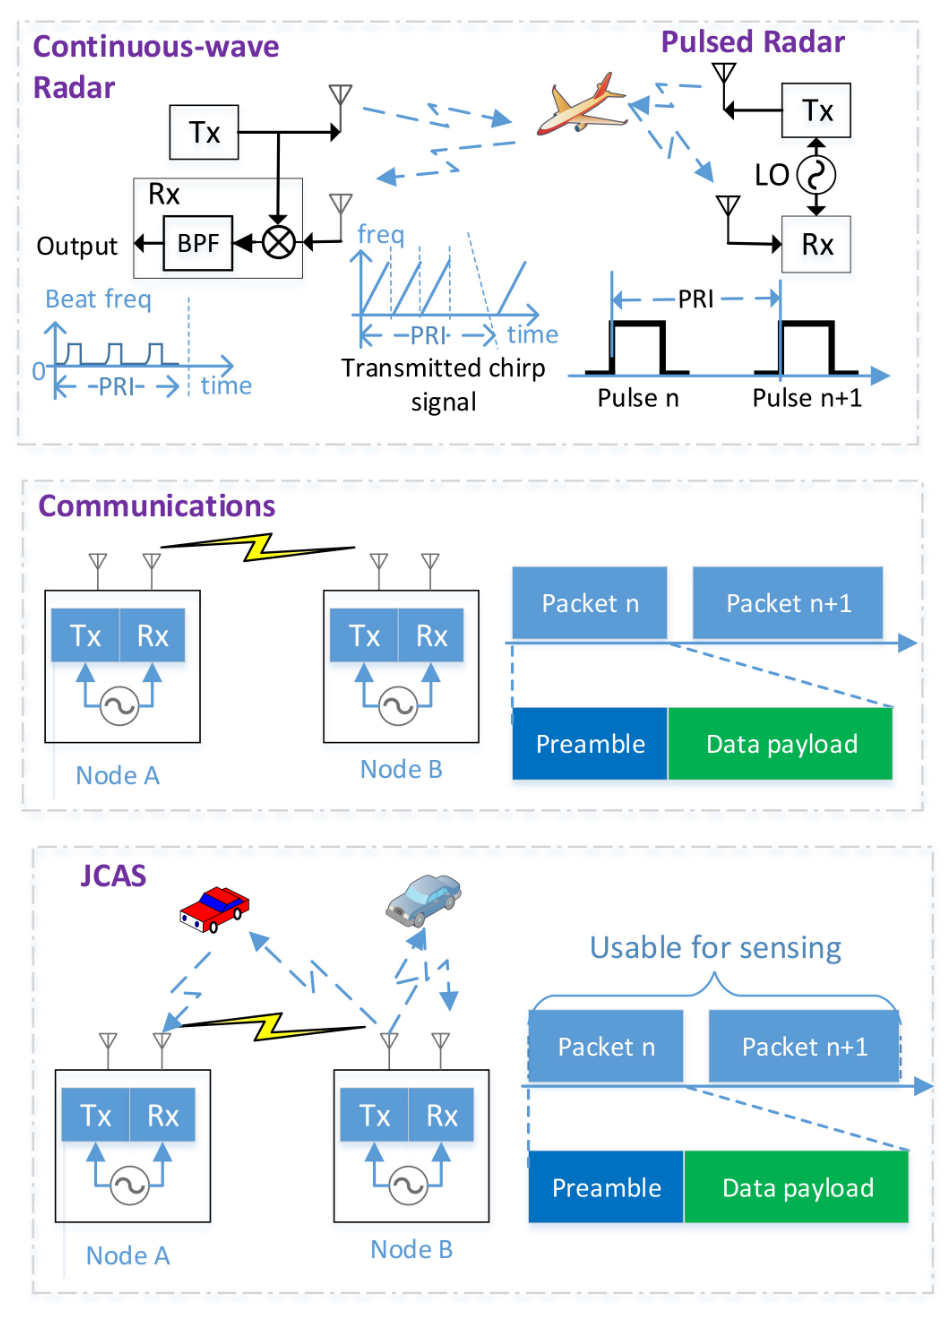 Continuous-wave
Radar
Pulsed Radar
Tx
Tx
LO
Rx
Rx
Output
BPF
freq
Beat freq
PRI
PRI
time
0
PRI
time
Transmitted chirp
signal
Pulse n
Pulse n+1
Communications
Packet n
Packet n+1
Tx
Rx
Tx
Rx
Preamble
Data payload
Node A
Node B
JCAS
Usable for sensing
Packet n
Packet n+1
Tx
Rx
Tx
Rx
Preamble
Data payload
Node A
Node B